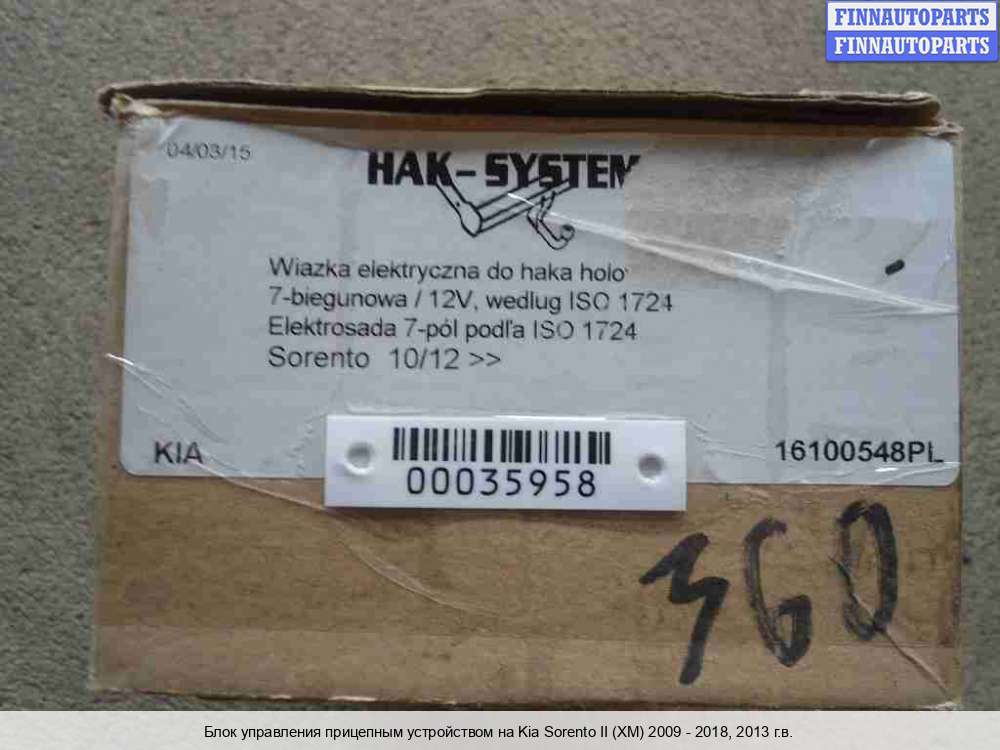 FINNAUTOPARTS
FINNAUTOPARTS
04/03/15
HAK-SYSTEM
Wiazka elektryczna do haka holo
7-biegunowa / 12V, wedlug ISO 1724
Elektrosada 7-pól podľa ISO 1724
Sorento 10/12 >>
KIA
16100548PL
00035958
360
Блок управления прицепным устройством на Kia Sorento II (XM) 2009 - 2018, 2013 г.в.